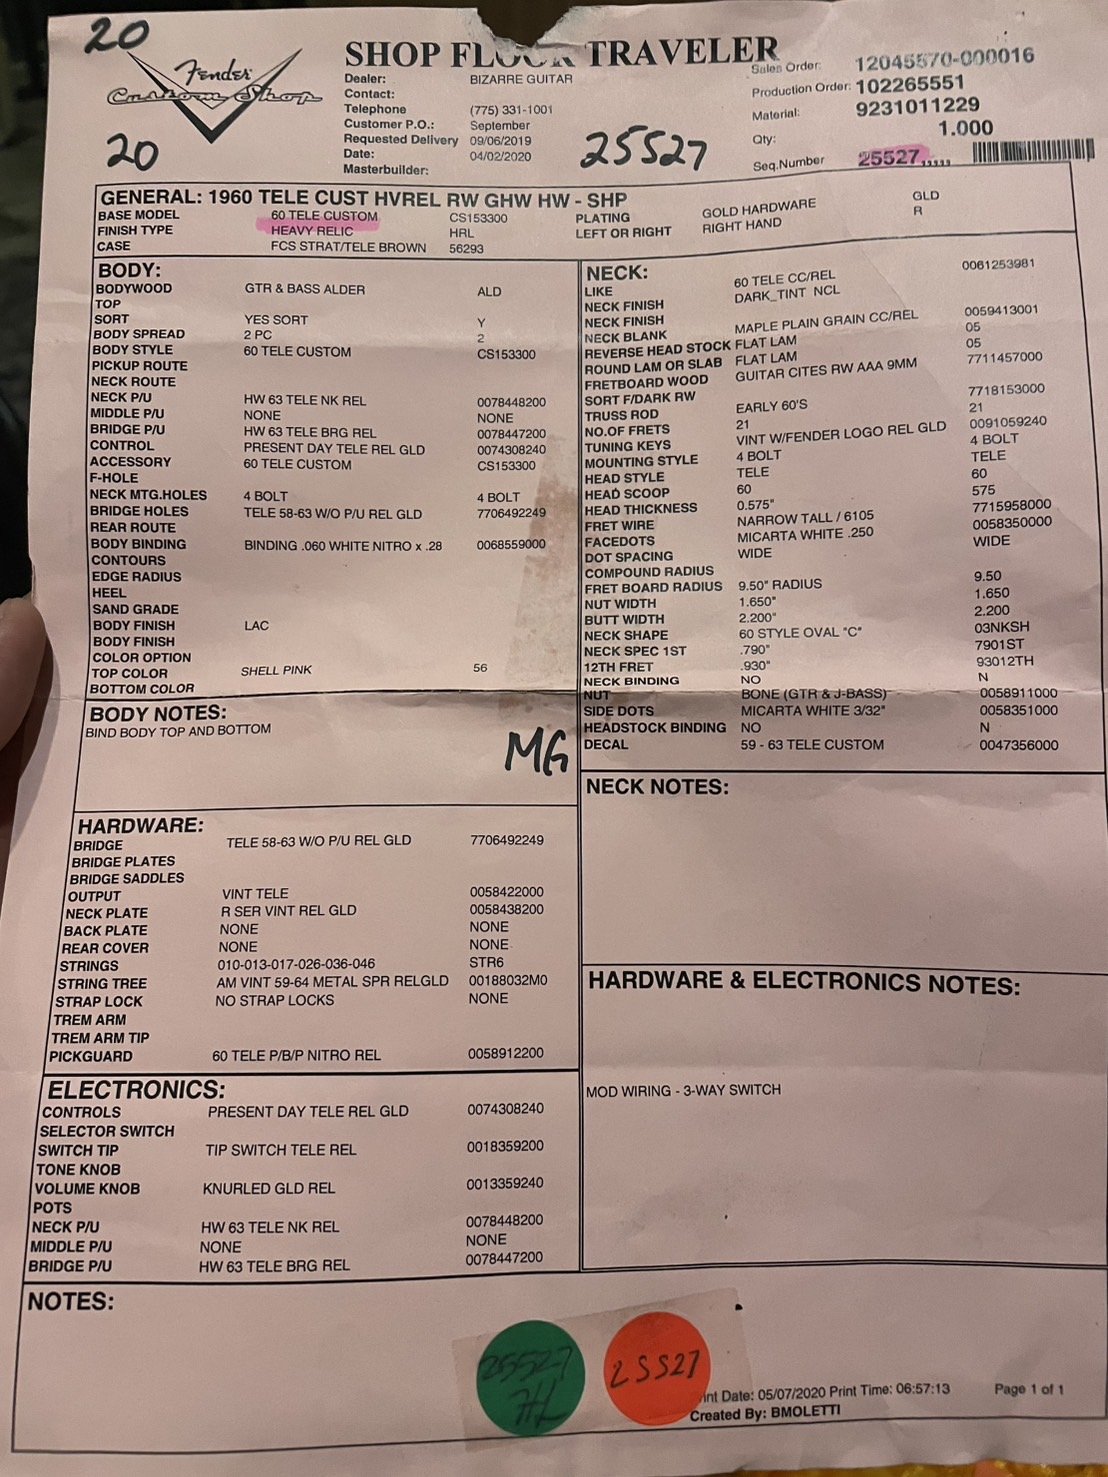 20
Fender
Custom Shop
20
SHOP FLOOR TRAVELER
Dealer: BIZARRE GUITAR
Contact:
Telephone (775) 331-1001
Customer P.O.: September
Requested Delivery 09/06/2019
Date: 04/02/2020
Masterbuilder:
25527
Sales Order: 12045570-000016
Production Order: 102265551
Material: 9231011229
Qty: 1.000
Seq.Number 25527,,,,,
GENERAL: 1960 TELE CUST HVREL RW GHW HW - SHP
BASE MODEL 60 TELE CUSTOM CS153300
FINISH TYPE HEAVY RELIC HRL
CASE FCS STRAT/TELE BROWN 56293
PLATING GOLD HARDWARE GLD
LEFT OR RIGHT RIGHT HAND R
BODY:
BODYWOOD GTR & BASS ALDER ALD
TOP
SORT YES SORT Y
BODY SPREAD 2 PC 2
BODY STYLE 60 TELE CUSTOM CS153300
PICKUP ROUTE
NECK ROUTE
NECK P/U HW 63 TELE NK REL 0078448200
MIDDLE P/U NONE NONE
BRIDGE P/U HW 63 TELE BRG REL 0078447200
CONTROL PRESENT DAY TELE REL GLD 0074308240
ACCESSORY 60 TELE CUSTOM CS153300
F-HOLE
NECK MTG.HOLES 4 BOLT 4 BOLT
BRIDGE HOLES TELE 58-63 W/O P/U REL GLD 7706492249
REAR ROUTE
BODY BINDING BINDING .060 WHITE NITRO x .28 0068559000
CONTOURS
EDGE RADIUS
HEEL
SAND GRADE
BODY FINISH LAC
BODY FINISH
COLOR OPTION
TOP COLOR SHELL PINK 56
BOTTOM COLOR
BODY NOTES:
BIND BODY TOP AND BOTTOM
MG
NECK:
LIKE 60 TELE CC/REL 0061253981
NECK FINISH DARK_TINT NCL
NECK FINISH
NECK BLANK MAPLE PLAIN GRAIN CC/REL 0059413001
REVERSE HEAD STOCK FLAT LAM 05
ROUND LAM OR SLAB FLAT LAM 05
FRETBOARD WOOD GUITAR CITES RW AAA 9MM 7711457000
SORT F/DARK RW
TRUSS ROD EARLY 60'S 7718153000
NO.OF FRETS 21 21
TUNING KEYS VINT W/FENDER LOGO REL GLD 0091059240
MOUNTING STYLE 4 BOLT 4 BOLT
HEAD STYLE TELE TELE
HEAD SCOOP 60 60
HEAD THICKNESS 0.575" 575
FRET WIRE NARROW TALL / 6105 7715958000
FACEDOTS MICARTA WHITE .250 0058350000
DOT SPACING WIDE WIDE
COMPOUND RADIUS
FRET BOARD RADIUS 9.50" RADIUS 9.50
NUT WIDTH 1.650" 1.650
BUTT WIDTH 2.200" 2.200
NECK SHAPE 60 STYLE OVAL "C" 03NKSH
NECK SPEC 1ST .790" 7901ST
12TH FRET .930" 93012TH
NECK BINDING NO N
NUT BONE (GTR & J-BASS) 0058911000
SIDE DOTS MICARTA WHITE 3/32" 0058351000
HEADSTOCK BINDING NO N
DECAL 59 - 63 TELE CUSTOM 0047356000
NECK NOTES:
HARDWARE:
BRIDGE TELE 58-63 W/O P/U REL GLD 7706492249
BRIDGE PLATES
BRIDGE SADDLES
OUTPUT VINT TELE 0058422000
NECK PLATE R SER VINT REL GLD 0058438200
BACK PLATE NONE NONE
REAR COVER NONE NONE
STRINGS 010-013-017-026-036-046 STR6
STRING TREE AM VINT 59-64 METAL SPR RELGLD 00188032M0
STRAP LOCK NO STRAP LOCKS NONE
TREM ARM
TREM ARM TIP
PICKGUARD 60 TELE P/B/P NITRO REL 0058912200
HARDWARE & ELECTRONICS NOTES:
MOD WIRING - 3-WAY SWITCH
ELECTRONICS:
CONTROLS PRESENT DAY TELE REL GLD 0074308240
SELECTOR SWITCH
SWITCH TIP TIP SWITCH TELE REL 0018359200
TONE KNOB
VOLUME KNOB KNURLED GLD REL 0013359240
POTS
NECK P/U HW 63 TELE NK REL 0078448200
MIDDLE P/U NONE NONE
BRIDGE P/U HW 63 TELE BRG REL 0078447200
NOTES:
25527
25527
Print Date: 05/07/2020 Print Time: 06:57:13 Page 1 of 1
Created By: BMOLETTI